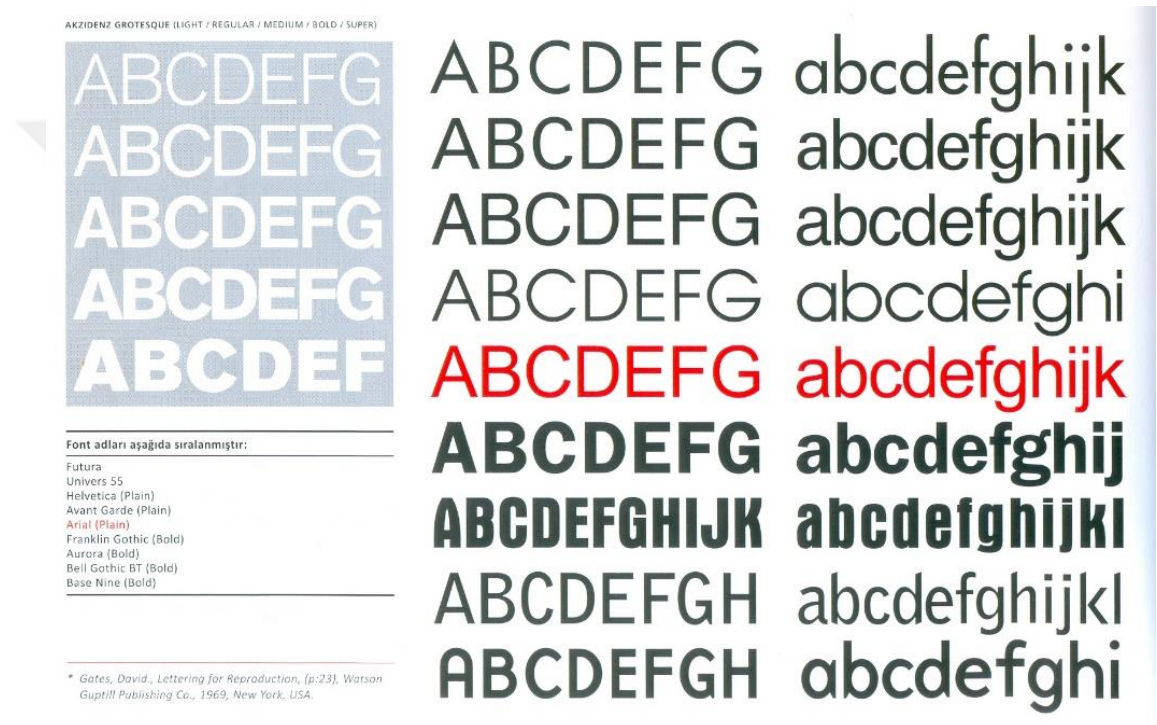 AKZIDENZ GROTESQUE (LIGHT / REGULAR / MEDIUM / BOLD / SUPER)
ABCDEFG
ABCDEFG
ABCDEFG
ABCDEFG
ABCDEF
Font adları aşağıda sıralanmıştır:
Futura
Univers 55
Helvetica (Plain)
Avant Garde (Plain)
Arial (Plain)
Franklin Gothic (Bold)
Aurora (Bold)
Bell Gothic BT (Bold)
Base Nine (Bold)
* Gates, David., Lettering for Reproduction, (p:23), Watson
Guptill Publishing Co., 1969, New York, USA.
ABCDEFG abcdefghijk
ABCDEFG abcdefghijk
ABCDEFG abcdefghijk
ABCDEFG abcdefghi
ABCDEFG abcdefghijk
ABCDEFG abcdefghij
ABCDEFGHIJK abcdefghijkl
ABCDEFGH abcdefghijkl
ABCDEFGH abcdefghi